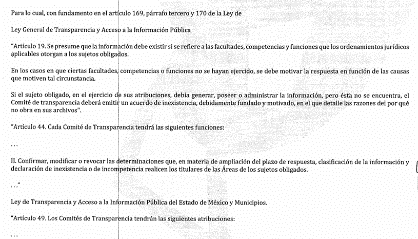 Para lo cual, con fundamento en el artículo 169, párrafo tercero y 170 de la Ley de
Ley General de Transparencia y Acceso a la Información Pública
"Artículo 19. Se presume que la información debe existir si se refiere a las facultades, competencias y funciones que los ordenamientos jurídicos
aplicables otorgan a los sujetos obligados.
En los casos en que ciertas facultades, competencias o funciones no se hayan ejercido, se debe motivar la respuesta en función de las causas
que motiven tal circunstancia.
Si el sujeto obligado, en el ejercicio de sus atribuciones, debía generar, poseer o administrar la información, pero ésta no se encuentra, el
Comité de transparencia deberá emitir un acuerdo de inexistencia, debidamente fundado y motivado, en el que detalle las razones del por qué
no obra en sus archivos".
"Artículo 44. Cada Comité de Transparencia tendrá las siguientes funciones:
...
II. Confirmar, modificar o revocar las determinaciones que, en materia de ampliación del plazo de respuesta, clasificación de la información y
declaración de inexistencia o de incompetencia realicen los titulares de las Áreas de los sujetos obligados.
..."
Ley de Transparencia y Acceso a la Información Pública del Estado de México y Municipios.
"Artículo 49. Los Comités de Transparencia tendrán las siguientes atribuciones:
...